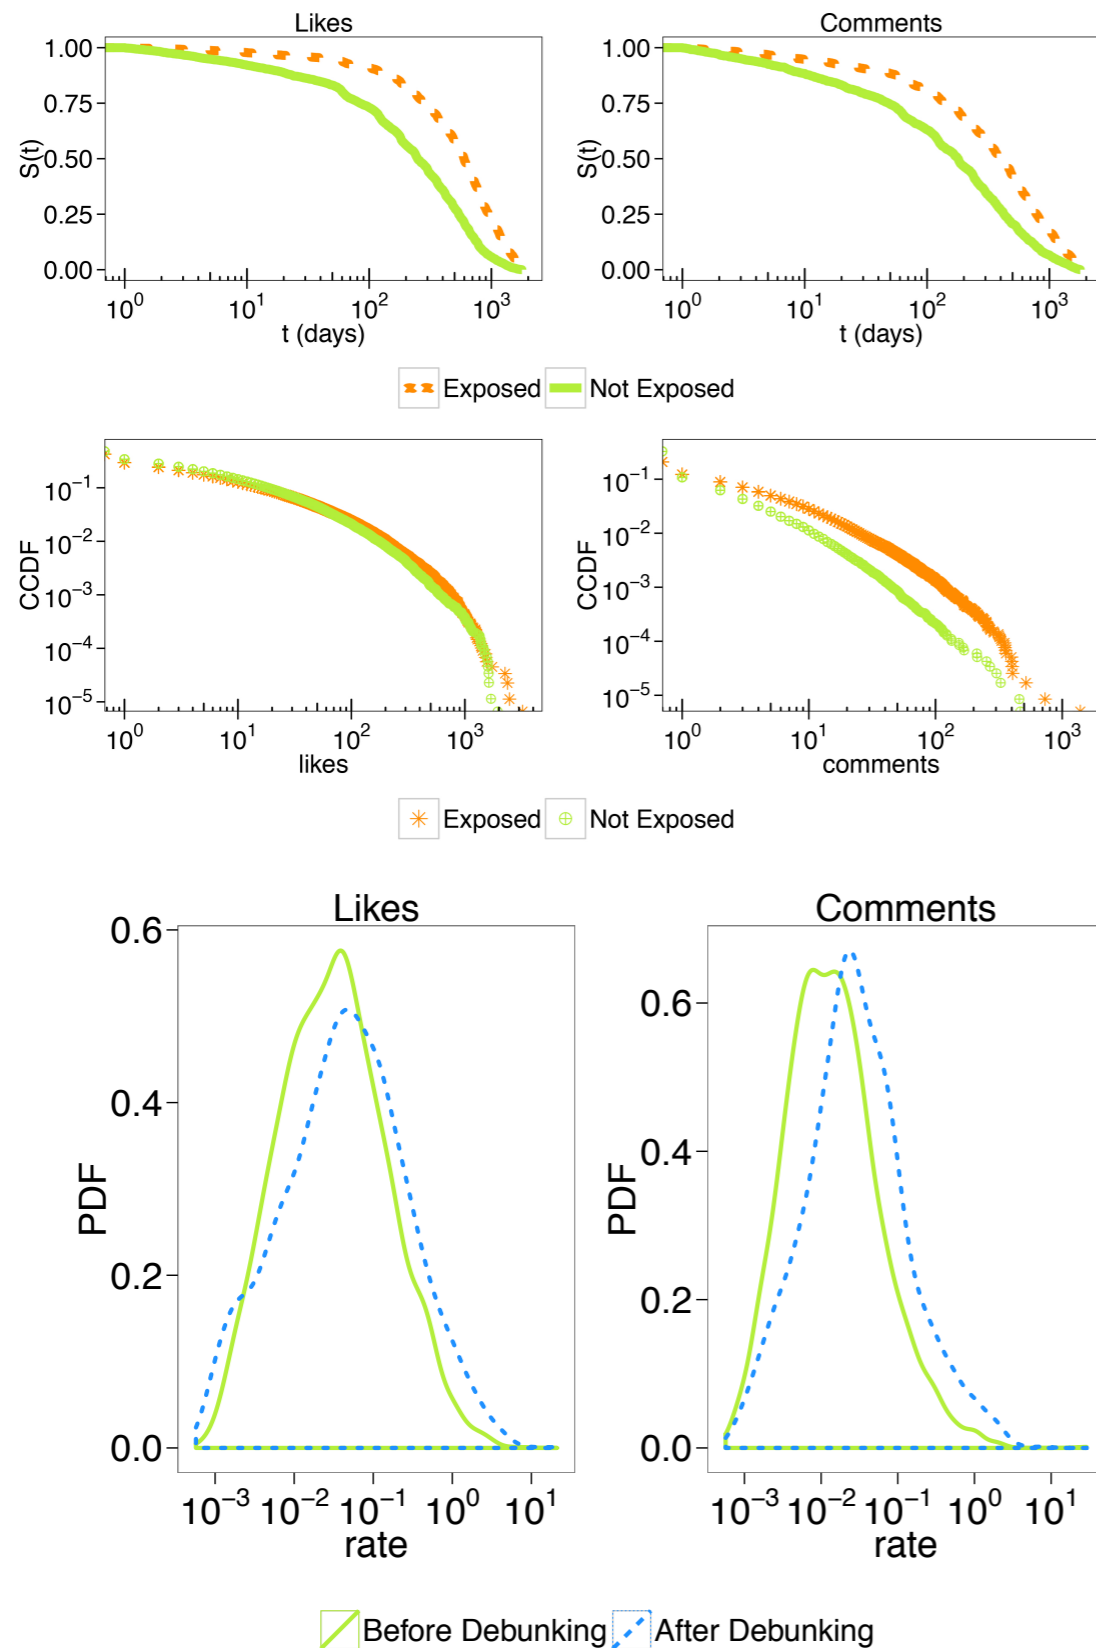 Likes
Comments
1.00
0.75
0.50
0.25
0.00
S(t)
10^0 10^1 10^2 10^3
t (days)
1.00
0.75
0.50
0.25
0.00
S(t)
10^0 10^1 10^2 10^3
t (days)
Exposed Not Exposed
10^−1
10^−2
10^−3
10^−4
10^−5
CCDF
10^0 10^1 10^2 10^3
likes
10^−1
10^−2
10^−3
10^−4
10^−5
CCDF
10^0 10^1 10^2 10^3
comments
Exposed Not Exposed
Likes
Comments
0.6
0.4
0.2
0.0
PDF
10^−3 10^−2 10^−1 10^0 10^1
rate
0.6
0.4
0.2
0.0
PDF
10^−3 10^−2 10^−1 10^0 10^1
rate
Before Debunking After Debunking